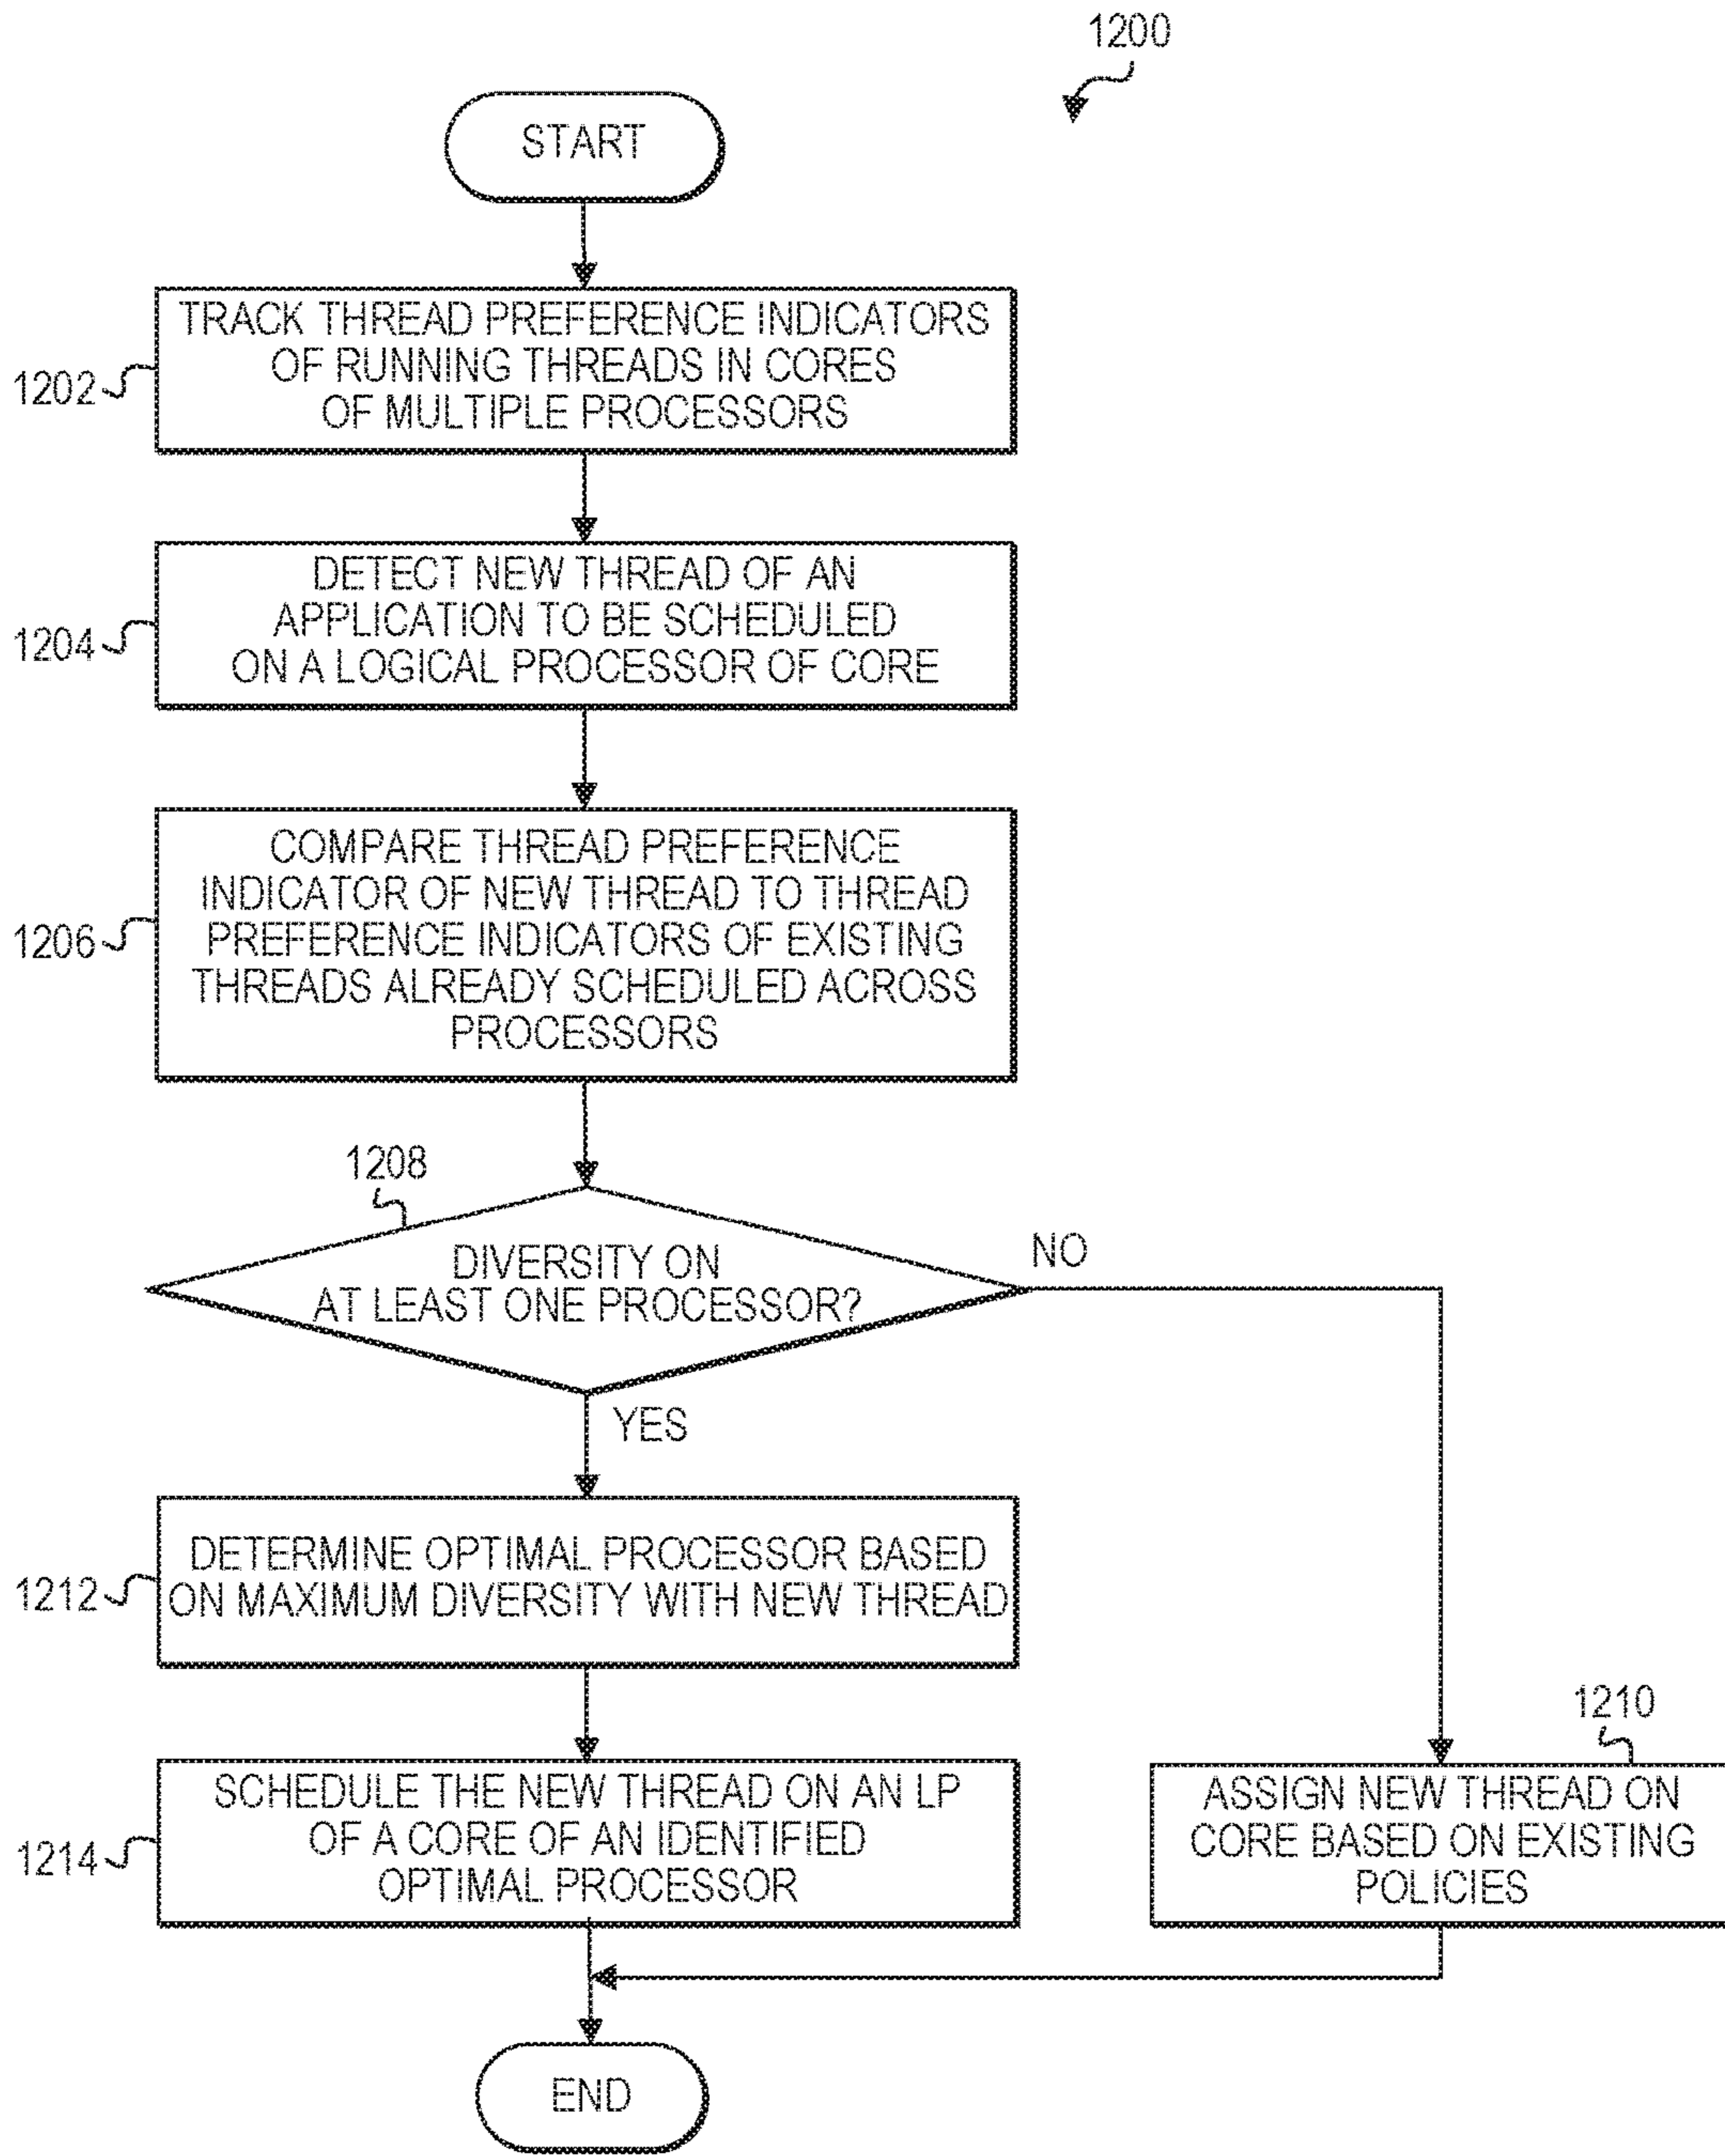 1200
START
TRACK THREAD PREFERENCE INDICATORS
OF RUNNING THREADS IN CORES
OF MULTIPLE PROCESSORS
1202
DETECT NEW THREAD OF AN
APPLICATION TO BE SCHEDULED
ON A LOGICAL PROCESSOR OF CORE
1204
COMPARE THREAD PREFERENCE
INDICATOR OF NEW THREAD TO THREAD
PREFERENCE INDICATORS OF EXISTING
THREADS ALREADY SCHEDULED ACROSS
PROCESSORS
1206
1208
DIVERSITY ON
AT LEAST ONE PROCESSOR?
NO
YES
DETERMINE OPTIMAL PROCESSOR BASED
ON MAXIMUM DIVERSITY WITH NEW THREAD
1212
1210
SCHEDULE THE NEW THREAD ON AN LP
OF A CORE OF AN IDENTIFIED
OPTIMAL PROCESSOR
1214
ASSIGN NEW THREAD ON
CORE BASED ON EXISTING
POLICIES
END